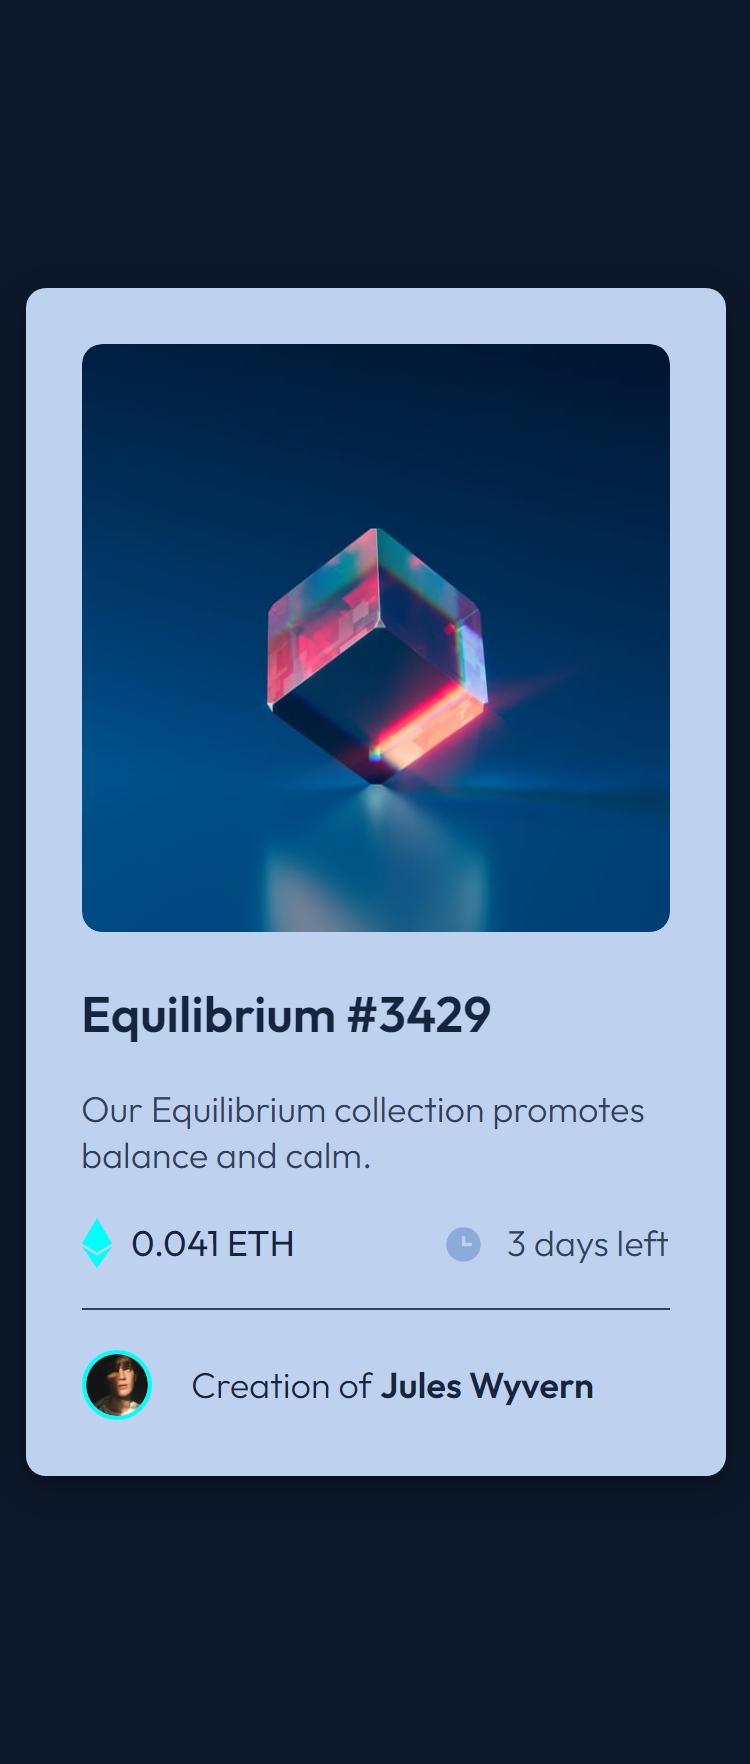 Equilibrium #3429
Our Equilibrium collection promotes
balance and calm.
0.041 ETH
3 days left
Creation of Jules Wyvern